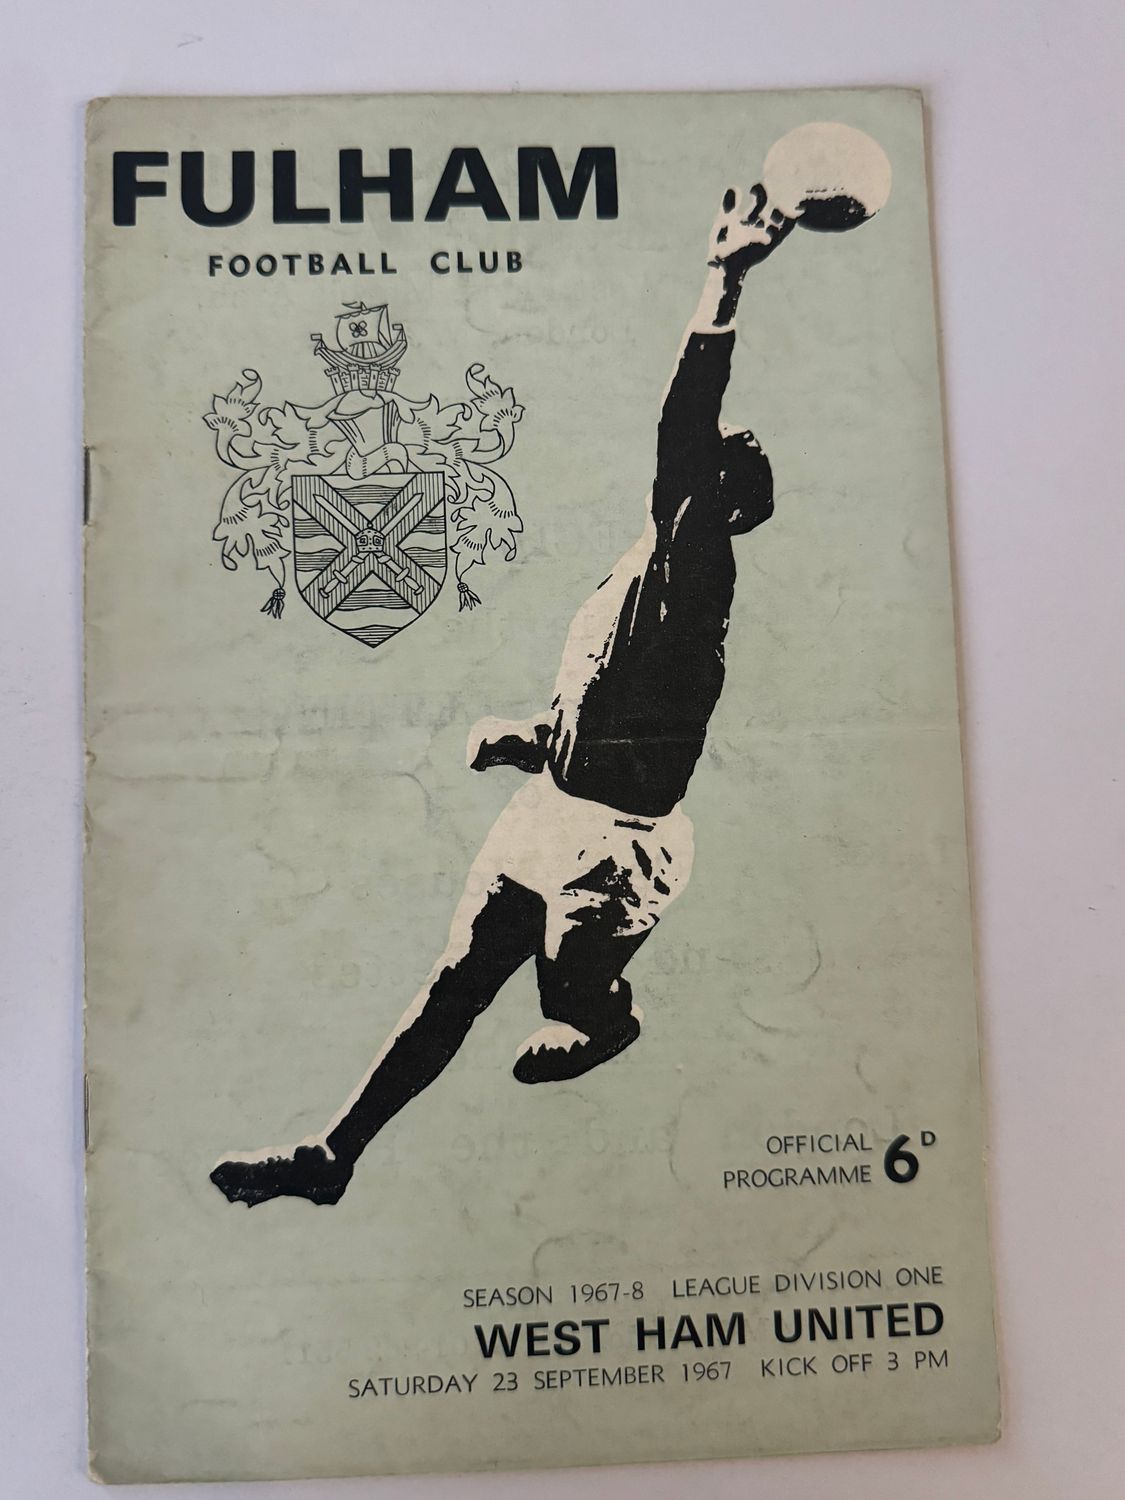 FULHAM
FOOTBALL CLUB
OFFICIAL
PROGRAMME 6D
SEASON 1967-8 LEAGUE DIVISION ONE
WEST HAM UNITED
SATURDAY 23 SEPTEMBER 1967 KICK OFF 3 PM